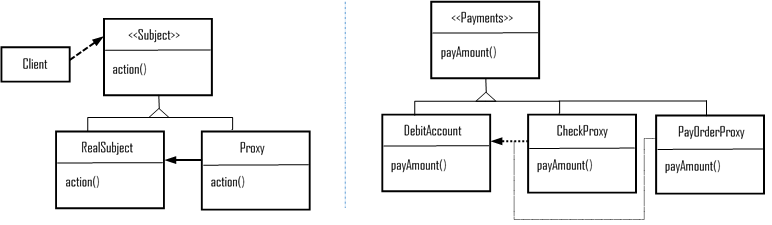 <<Subject>>
action()
Client
RealSubject
action()
Proxy
action()
<<Payments>>
payAmount()
DebitAccount
payAmount()
CheckProxy
payAmount()
PayOrderProxy
payAmount()